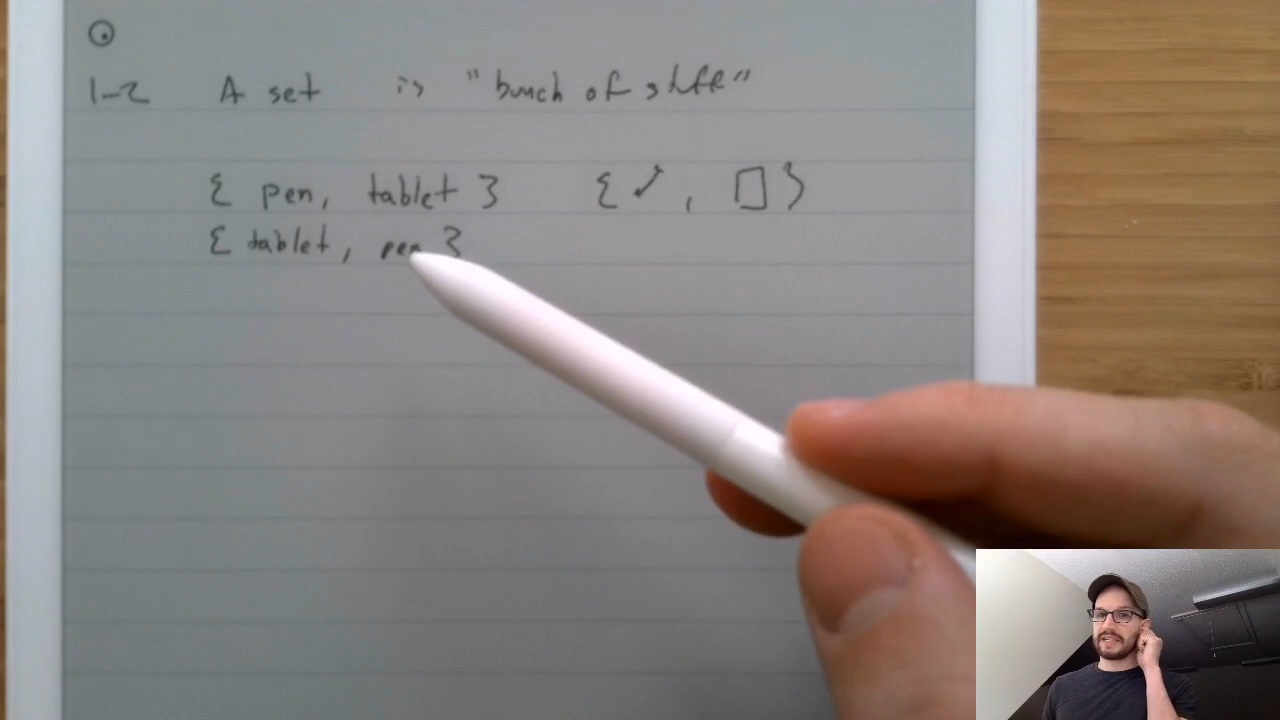 1-2 A set is "bunch of stuff"
{ pen, tablet } { ✓, ▯ }
{ tablet, pen }